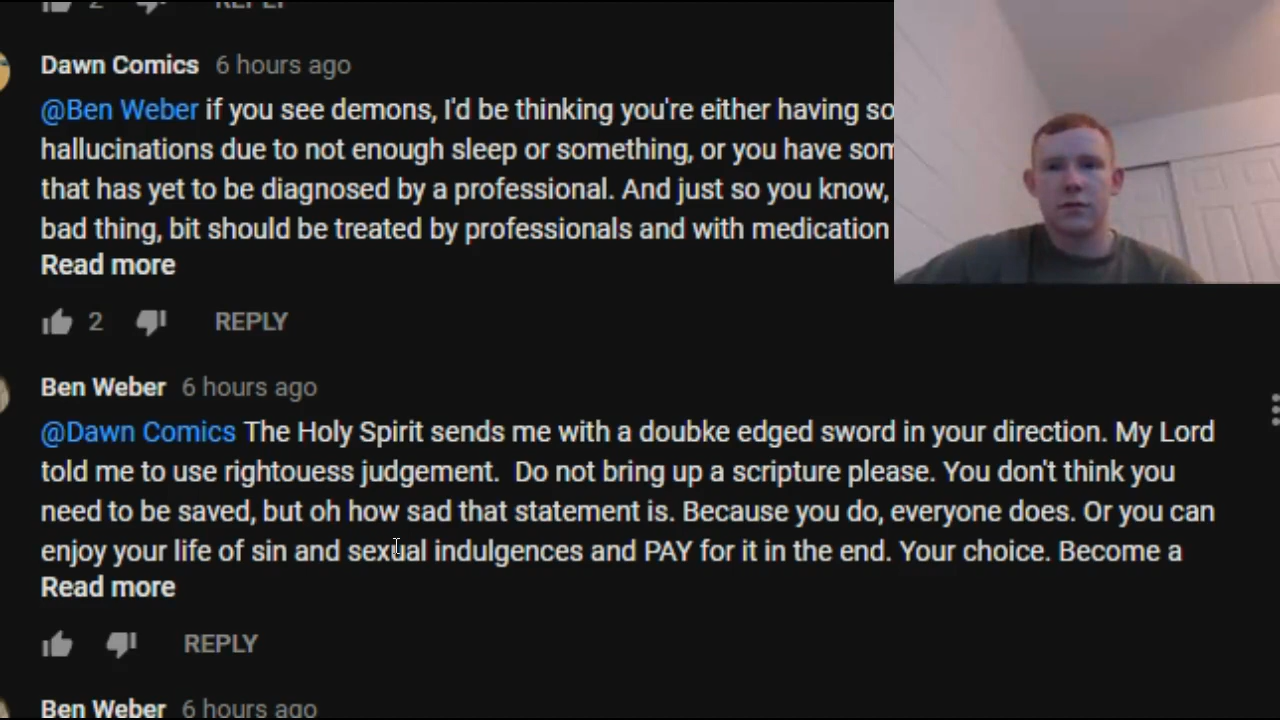 2 REPLY
Dawn Comics 6 hours ago
@Ben Weber if you see demons, I'd be thinking you're either having so
hallucinations due to not enough sleep or something, or you have som
that has yet to be diagnosed by a professional. And just so you know,
bad thing, bit should be treated by professionals and with medication
Read more
2 REPLY
Ben Weber 6 hours ago
@Dawn Comics The Holy Spirit sends me with a doubke edged sword in your direction. My Lord
told me to use rightouess judgement. Do not bring up a scripture please. You don't think you
need to be saved, but oh how sad that statement is. Because you do, everyone does. Or you can
enjoy your life of sin and sexual indulgences and PAY for it in the end. Your choice. Become a
Read more
REPLY
Ben Weber 6 hours ago